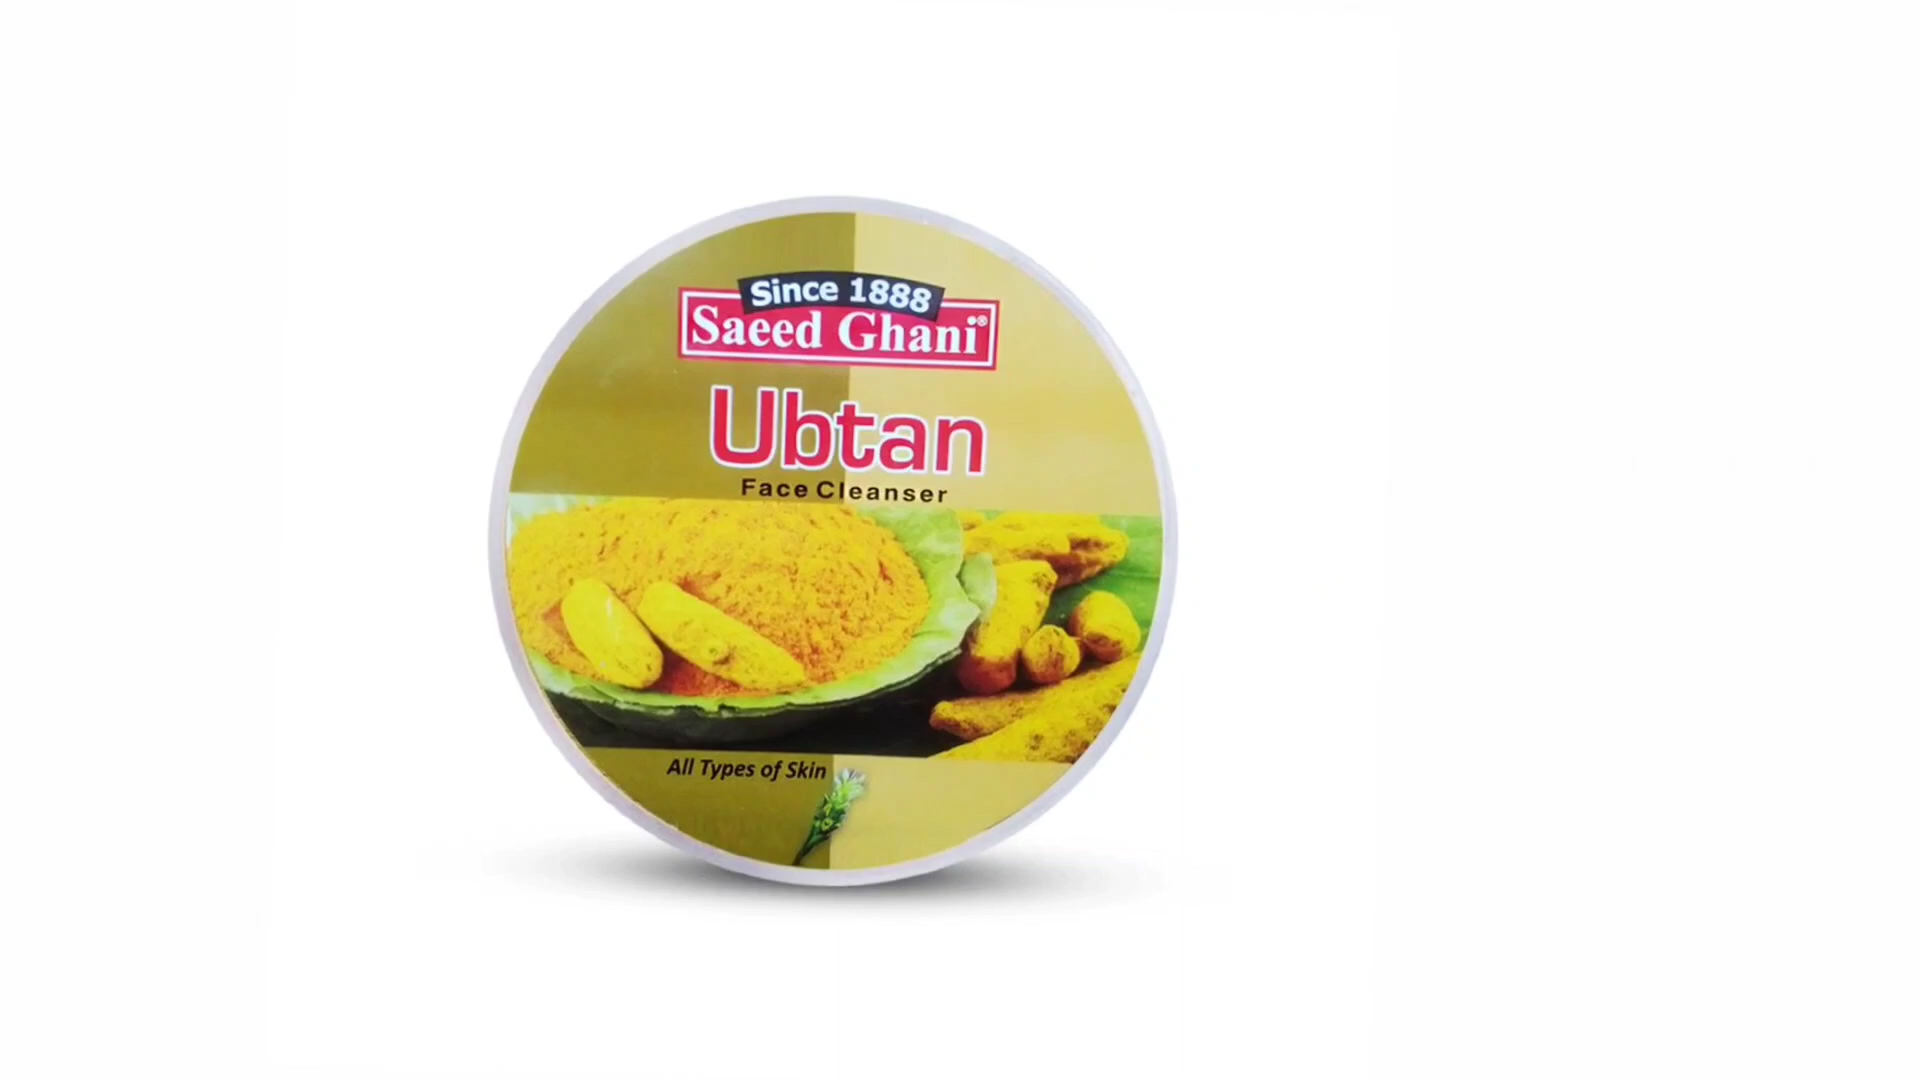 Since 1888
Saeed Ghani®
Ubtan
Face Cleanser
All Types of Skin